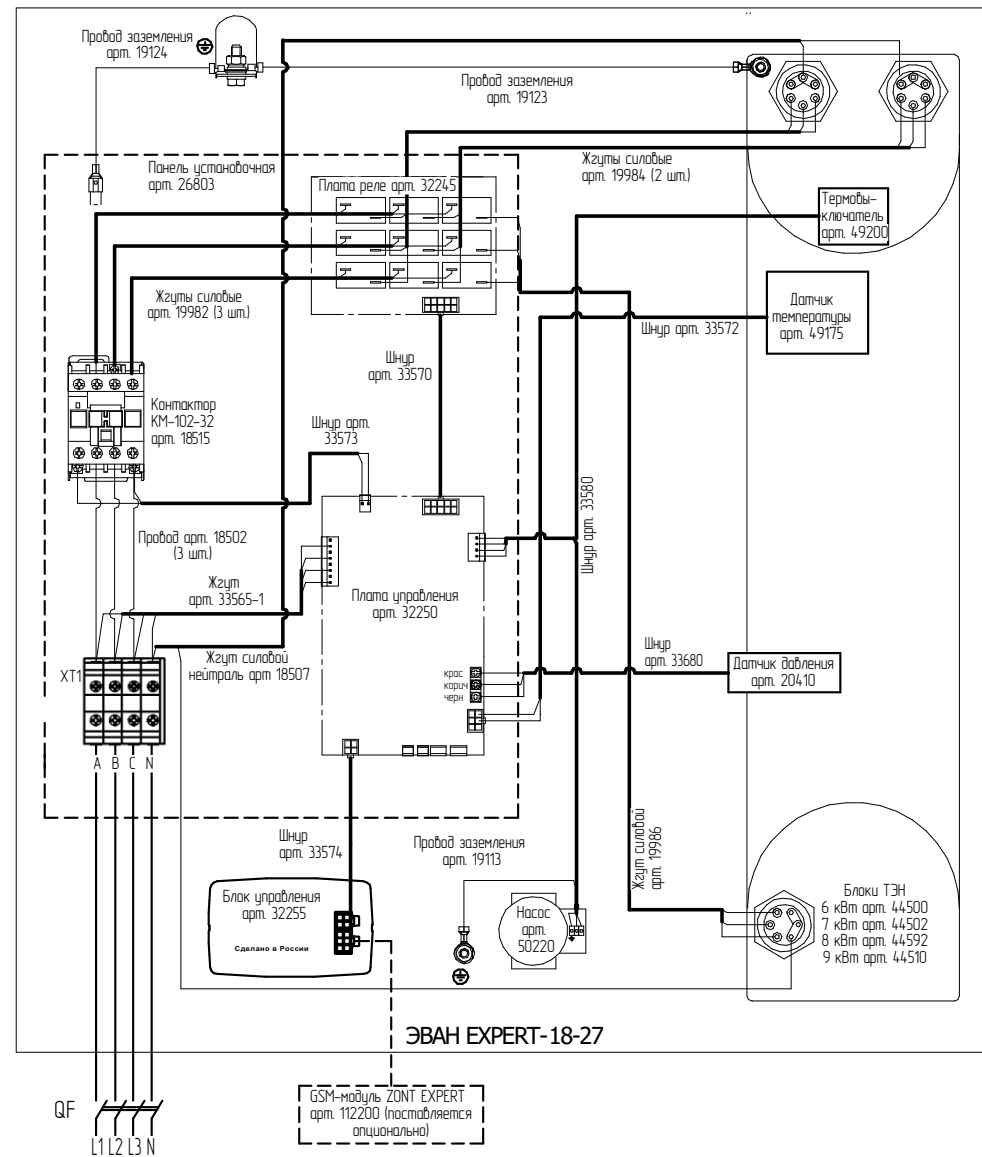 Провод заземления
арт. 19124
Провод заземления
арт. 19123
Панель установочная
арт. 26803
Плата реле арт. 32245
Жгуты силовые
арт. 19984 (2 шт.)
Термовы-
ключатель
арт. 49200
Жгуты силовые
арт. 19982 (3 шт.)
Датчик
температуры
арт. 49175
Шнур арт. 33572
Шнур
арт. 33570
Контактор
КМ-102-32
арт. 18515
Шнур арт.
33573
Шнур арт. 33580
Провод арт. 18502
(3 шт.)
Жгут
арт. 33565-1
Плата управления
арт. 32250
Жгут силовой
нейтраль арт 18507
Шнур
арт. 33680
Датчик давления
арт. 20410
XT1
крас
корич
черн
A B C N
Шнур
арт. 33574
Провод заземления
арт. 19113
Жгут силовой
арт. 19986
Блок управления
арт. 32255
Сделано в России
Насос
арт.
50220
Блоки ТЭН
6 кВт арт. 44500
7 кВт арт. 44502
8 кВт арт. 44592
9 кВт арт. 44510
ЭВАН EXPERT-18-27
GSM-модуль ZONT EXPERT
арт. 112200 (поставляется
опционально)
QF
L1 L2 L3 N